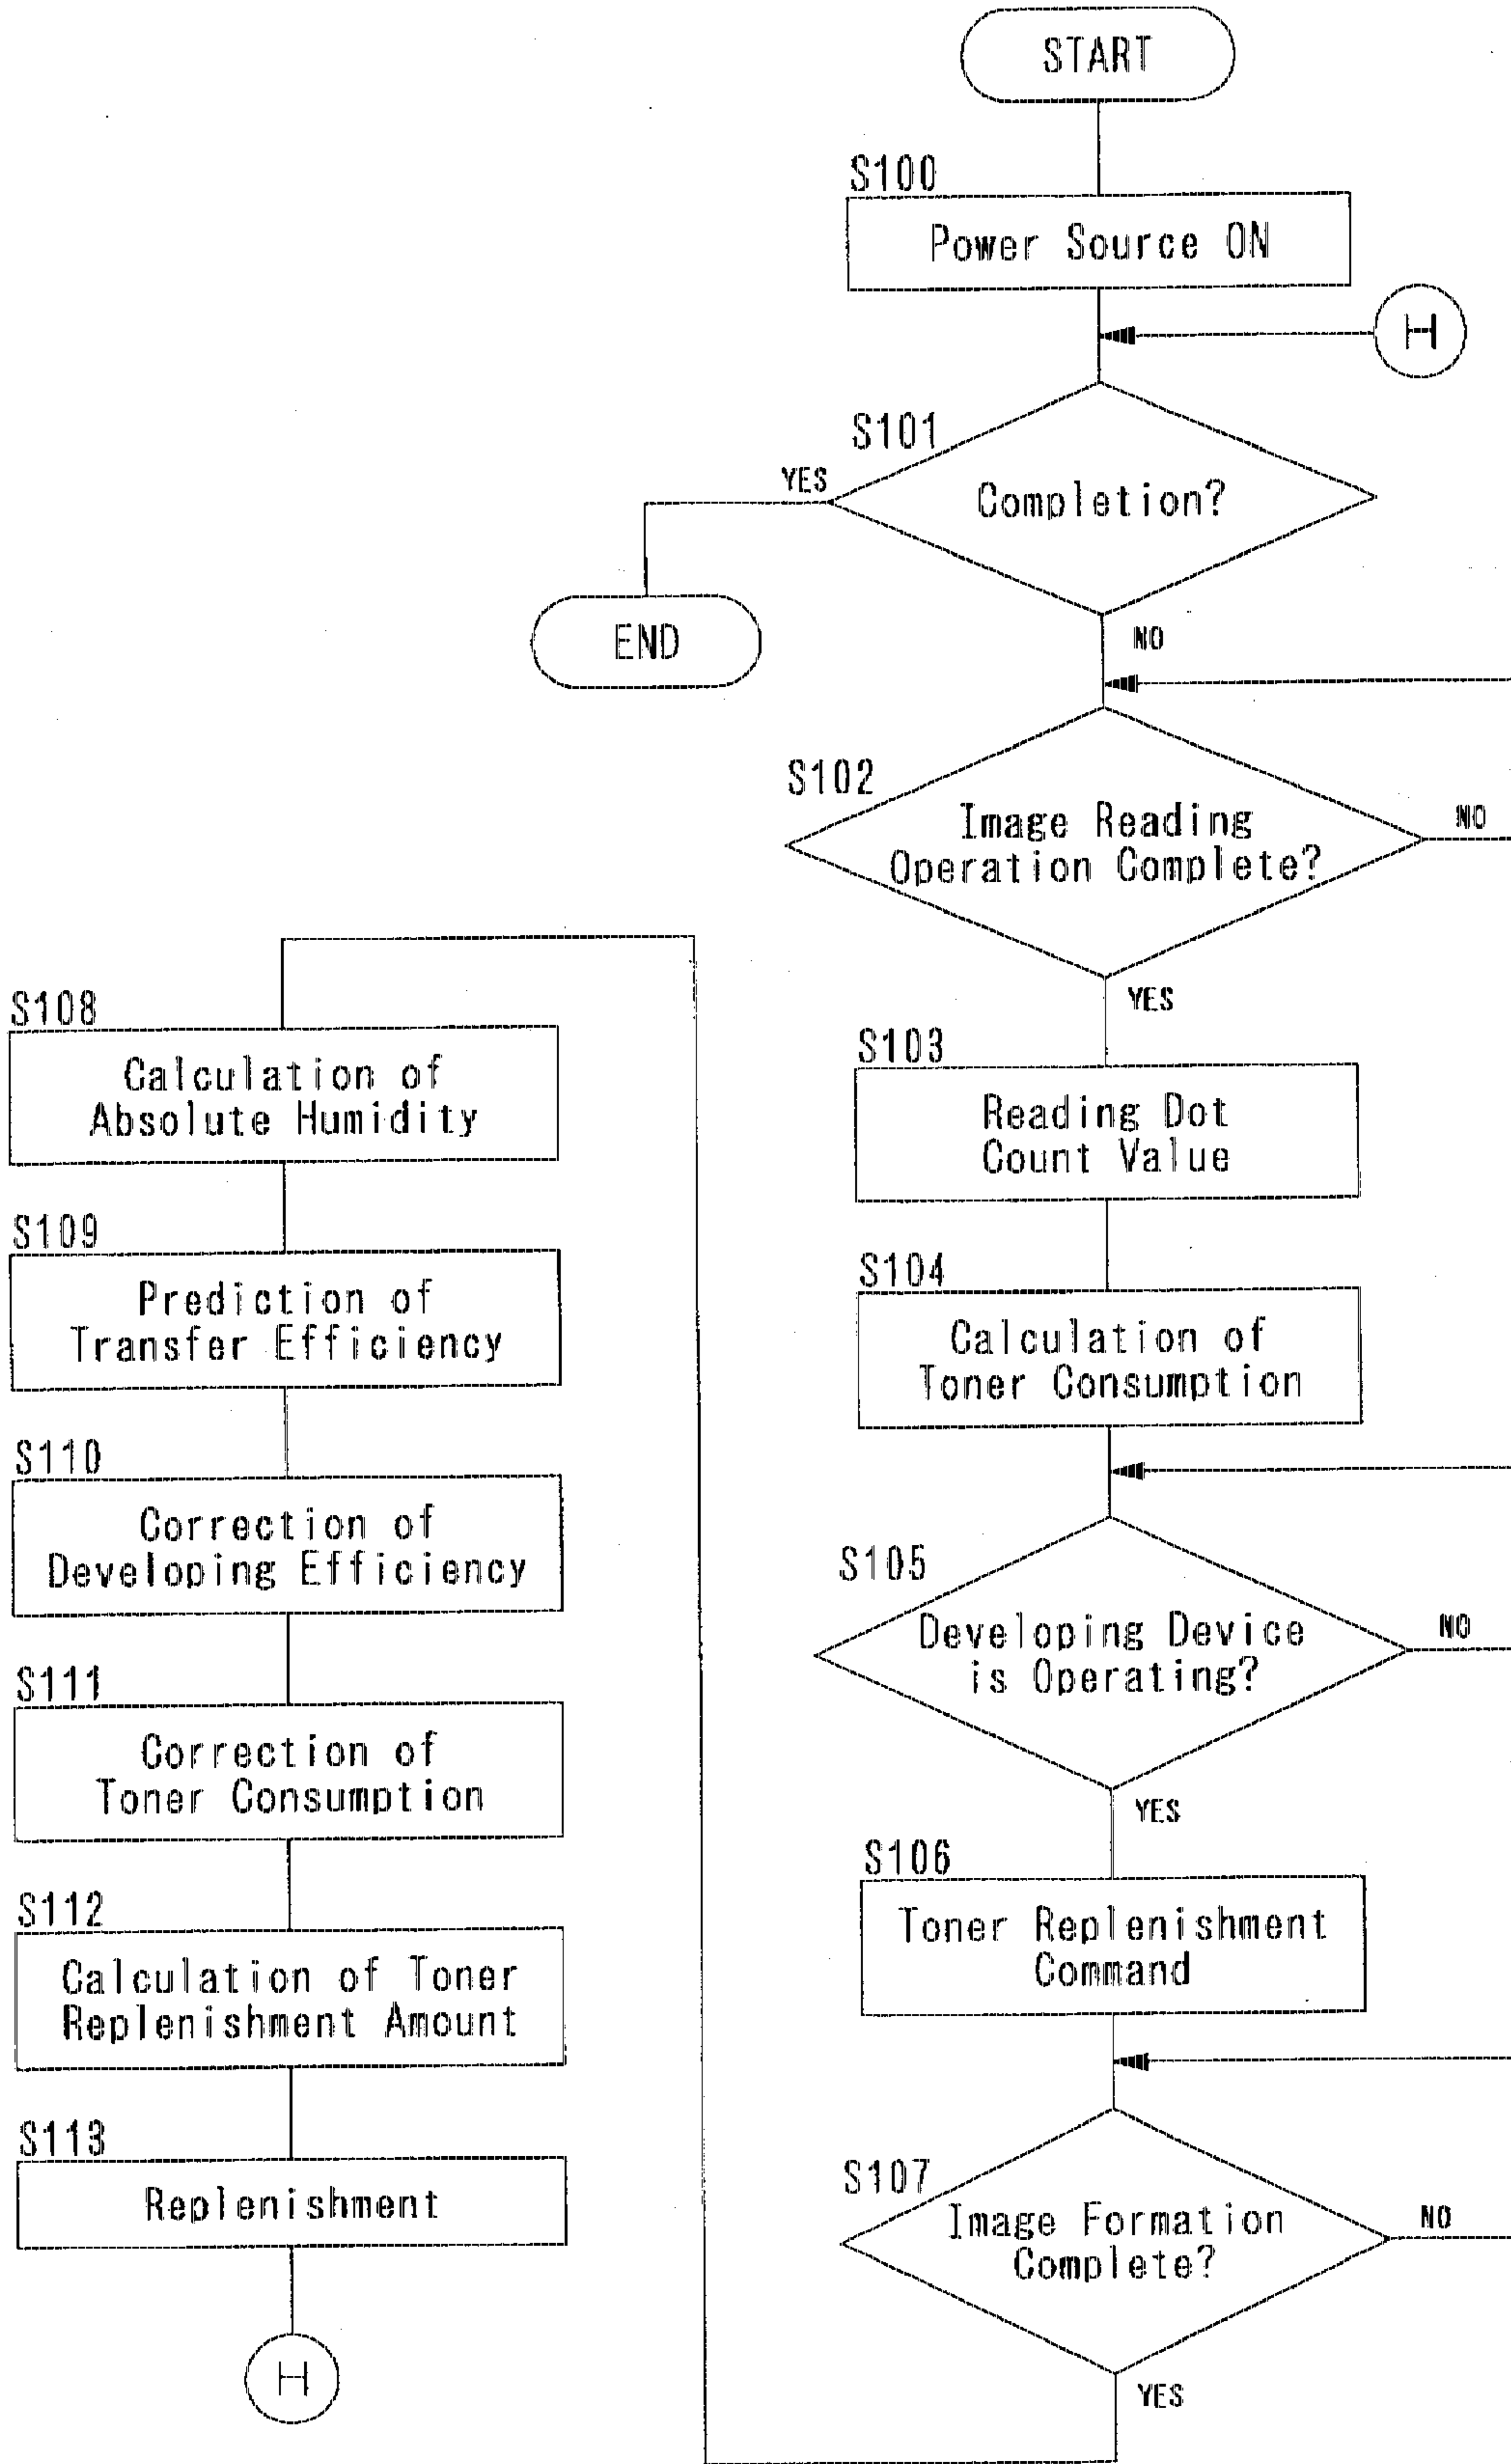 START
S100
Power Source ON
H
S101
Completion?
YES
END
NO
S102
Image Reading
Operation Complete?
NO
YES
S103
Reading Dot
Count Value
S104
Calculation of
Toner Consumption
S105
Developing Device
is Operating?
NO
YES
S106
Toner Replenishment
Command
S107
Image Formation
Complete?
NO
YES
S108
Calculation of
Absolute Humidity
S109
Prediction of
Transfer Efficiency
S110
Correction of
Developing Efficiency
S111
Correction of
Toner Consumption
S112
Calculation of Toner
Replenishment Amount
S113
Replenishment
H